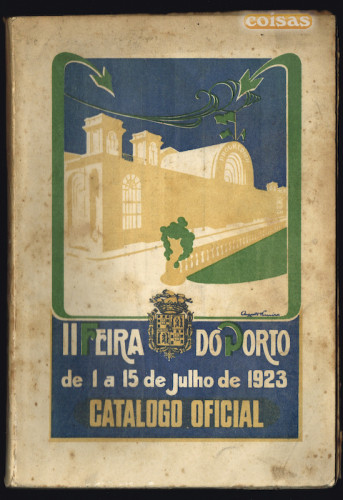 coisas
II FEIRA DO PORTO
de 1 a 15 de julho de 1923
CATALOGO OFICIAL